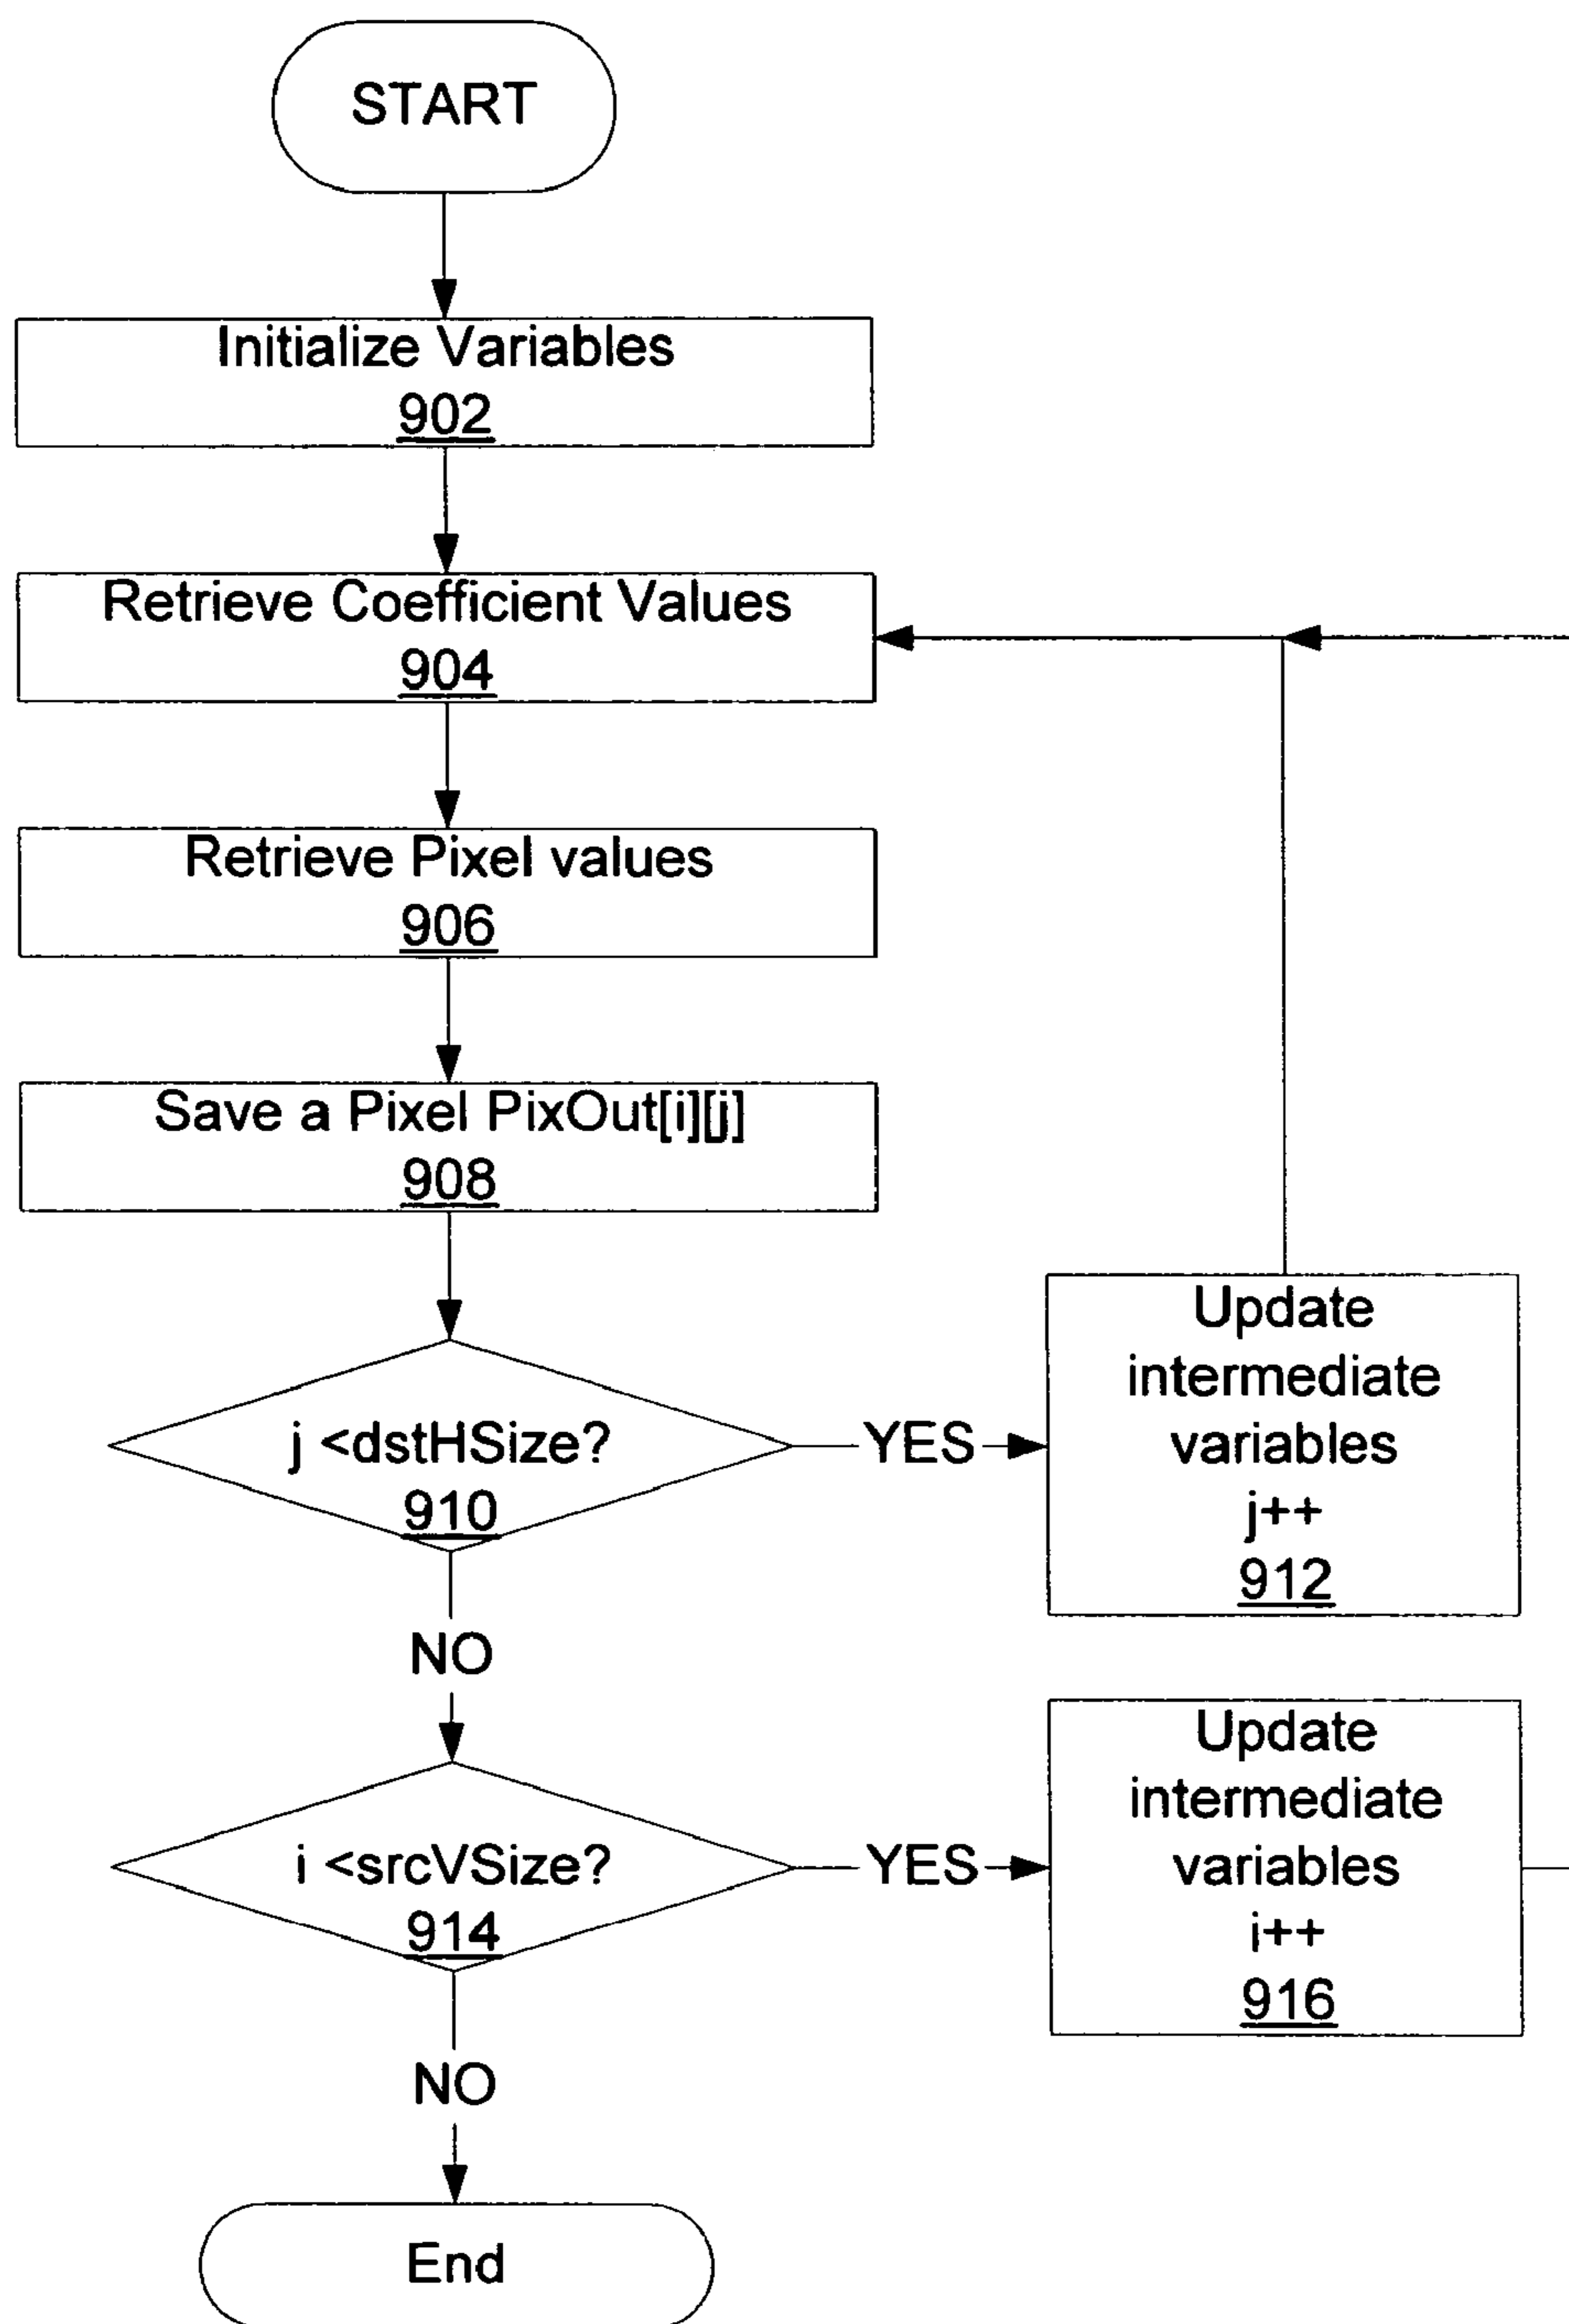 START
Initialize Variables
902
Retrieve Coefficient Values
904
Retrieve Pixel values
906
Save a Pixel PixOut[i][j]
908
j <dstHSize?
910
YES
Update
intermediate
variables
j++
912
NO
i <srcVSize?
914
YES
Update
intermediate
variables
i++
916
NO
End